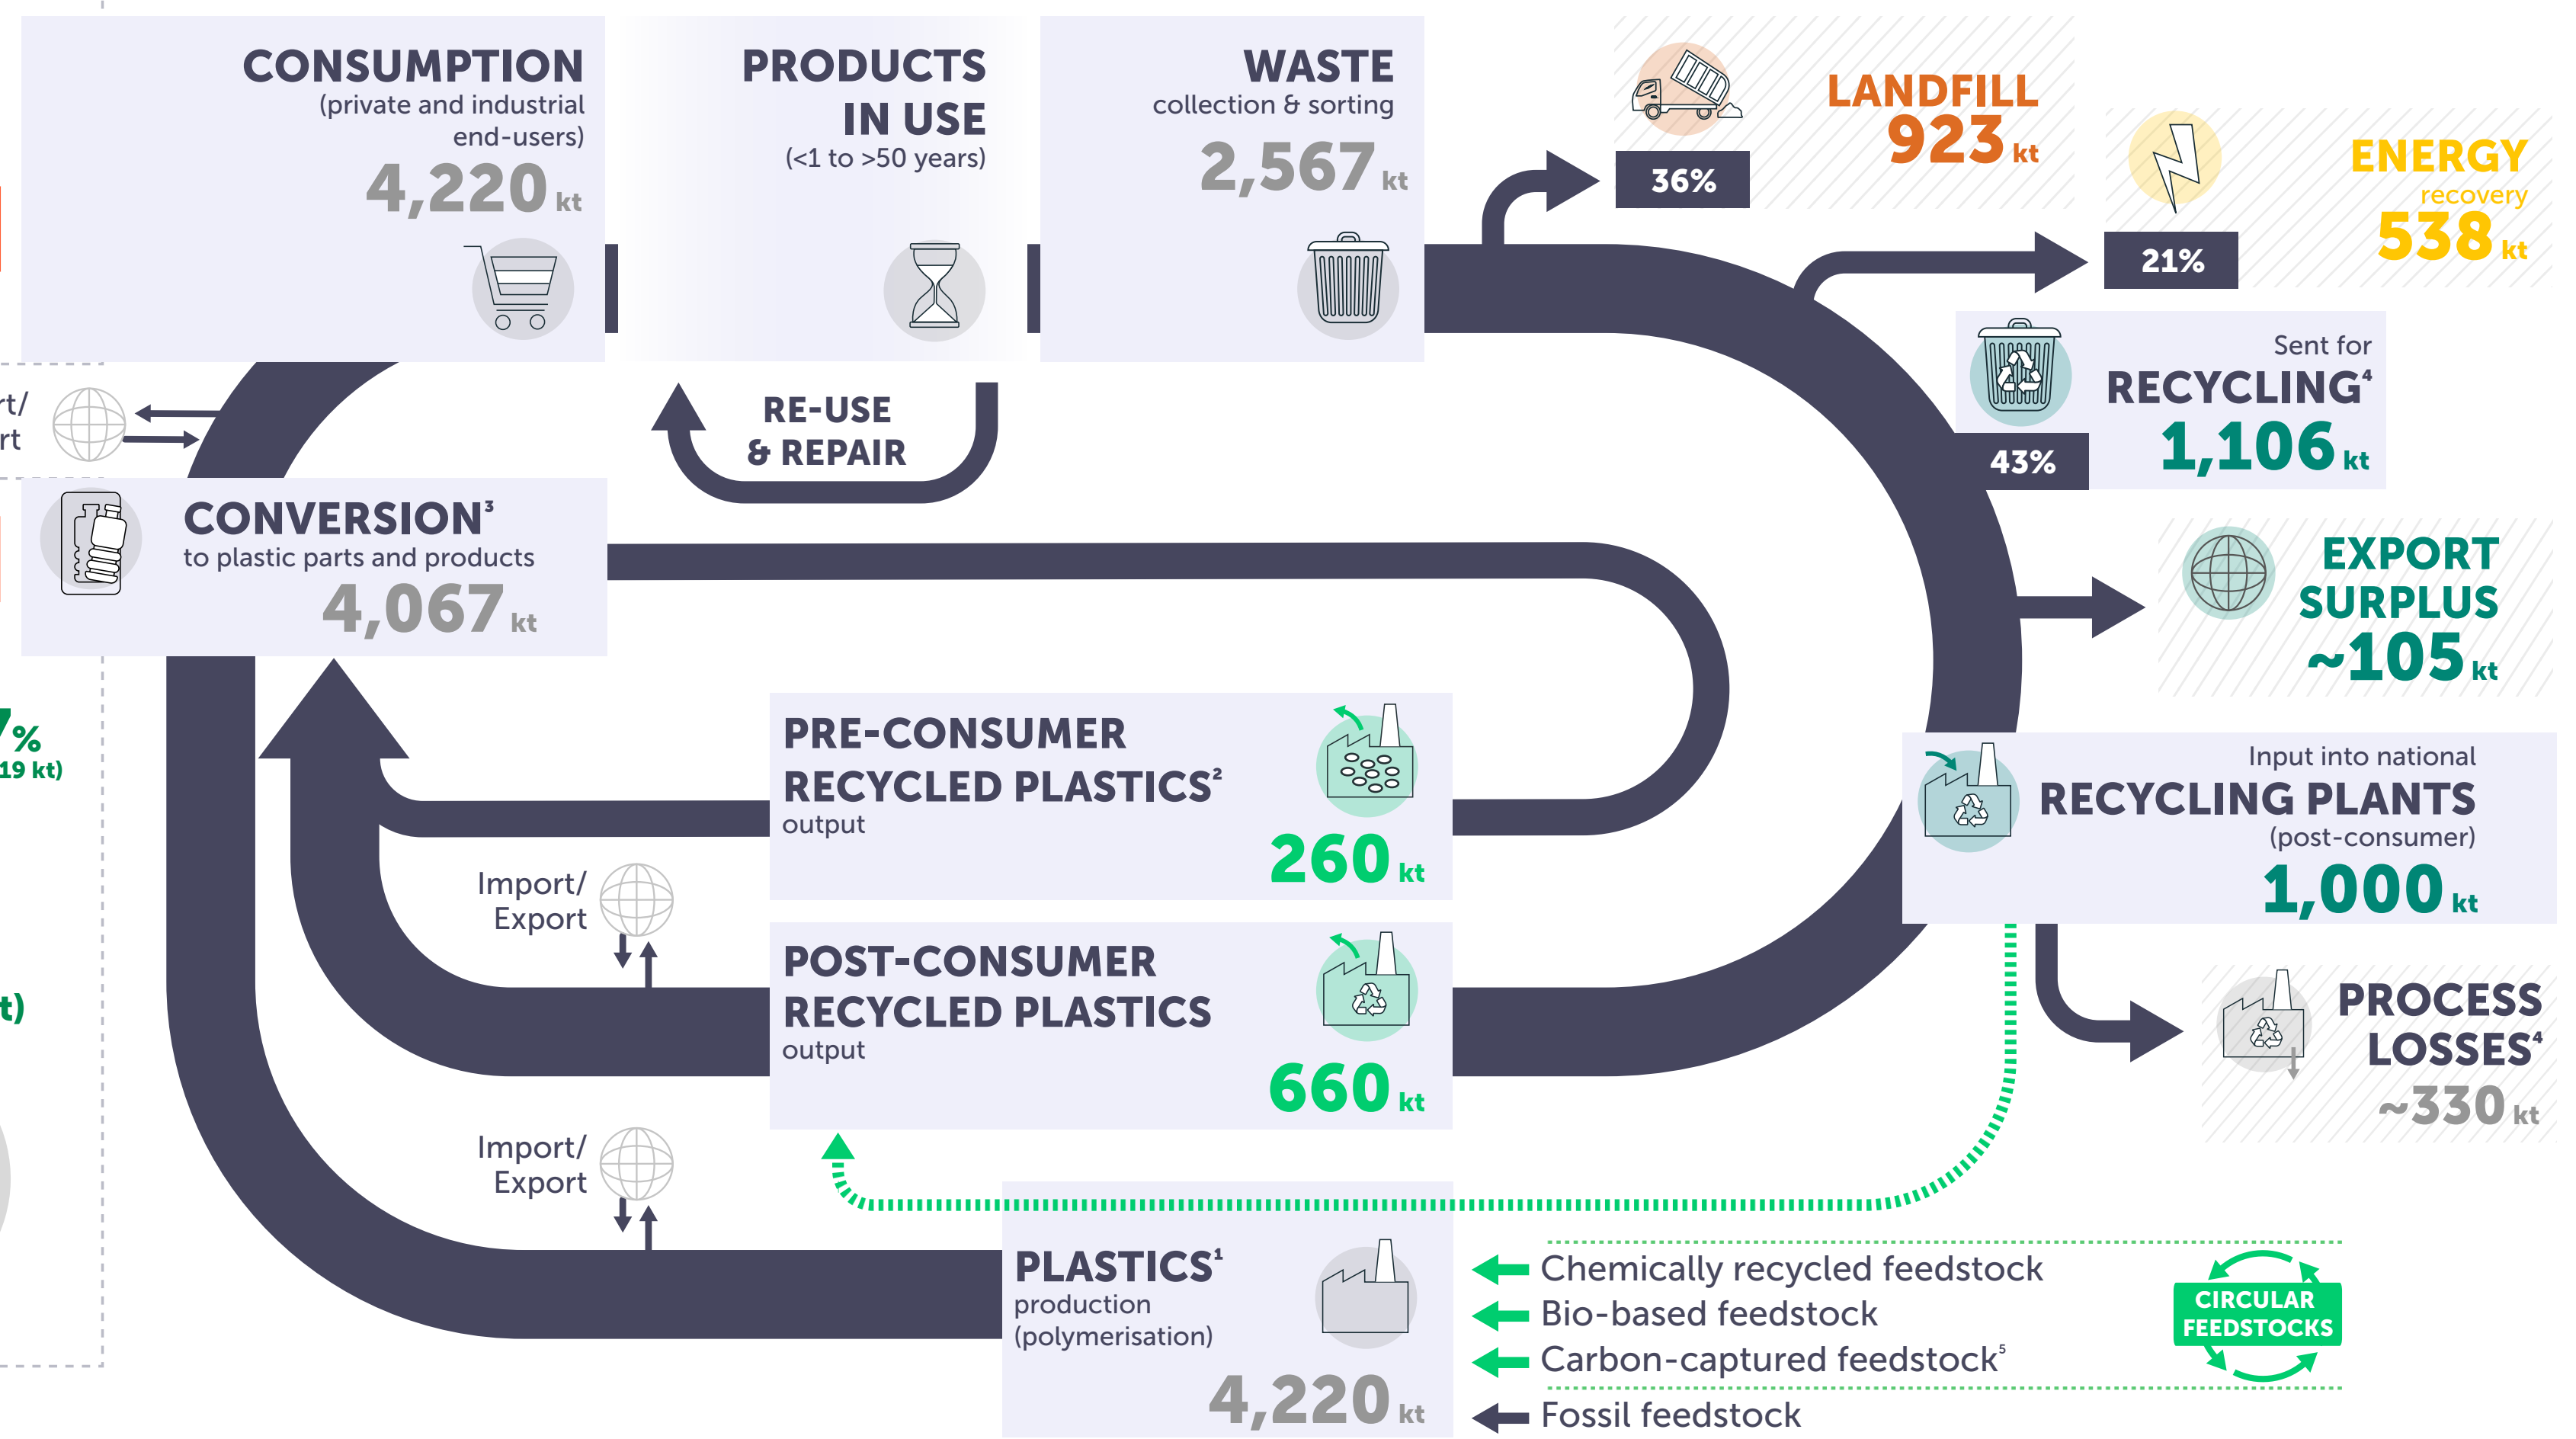 CONSUMPTION
(private and industrial
end-users)
4,220 kt
PRODUCTS
IN USE
(<1 to >50 years)
WASTE
collection & sorting
2,567 kt
LANDFILL
923 kt
36%
ENERGY
recovery
538 kt
21%
Sent for
RECYCLING⁴
1,106 kt
43%
RE-USE
& REPAIR
CONVERSION³
to plastic parts and products
4,067 kt
EXPORT
SURPLUS
~105 kt
PRE-CONSUMER
RECYCLED PLASTICS²
output
260 kt
Input into national
RECYCLING PLANTS
(post-consumer)
1,000 kt
%
19 kt)
Import/
Export
POST-CONSUMER
RECYCLED PLASTICS
output
660 kt
PROCESS
LOSSES⁴
~330 kt
Import/
Export
PLASTICS¹
production
(polymerisation)
4,220 kt
Chemically recycled feedstock
Bio-based feedstock
Carbon-captured feedstock⁵
Fossil feedstock
CIRCULAR
FEEDSTOCKS